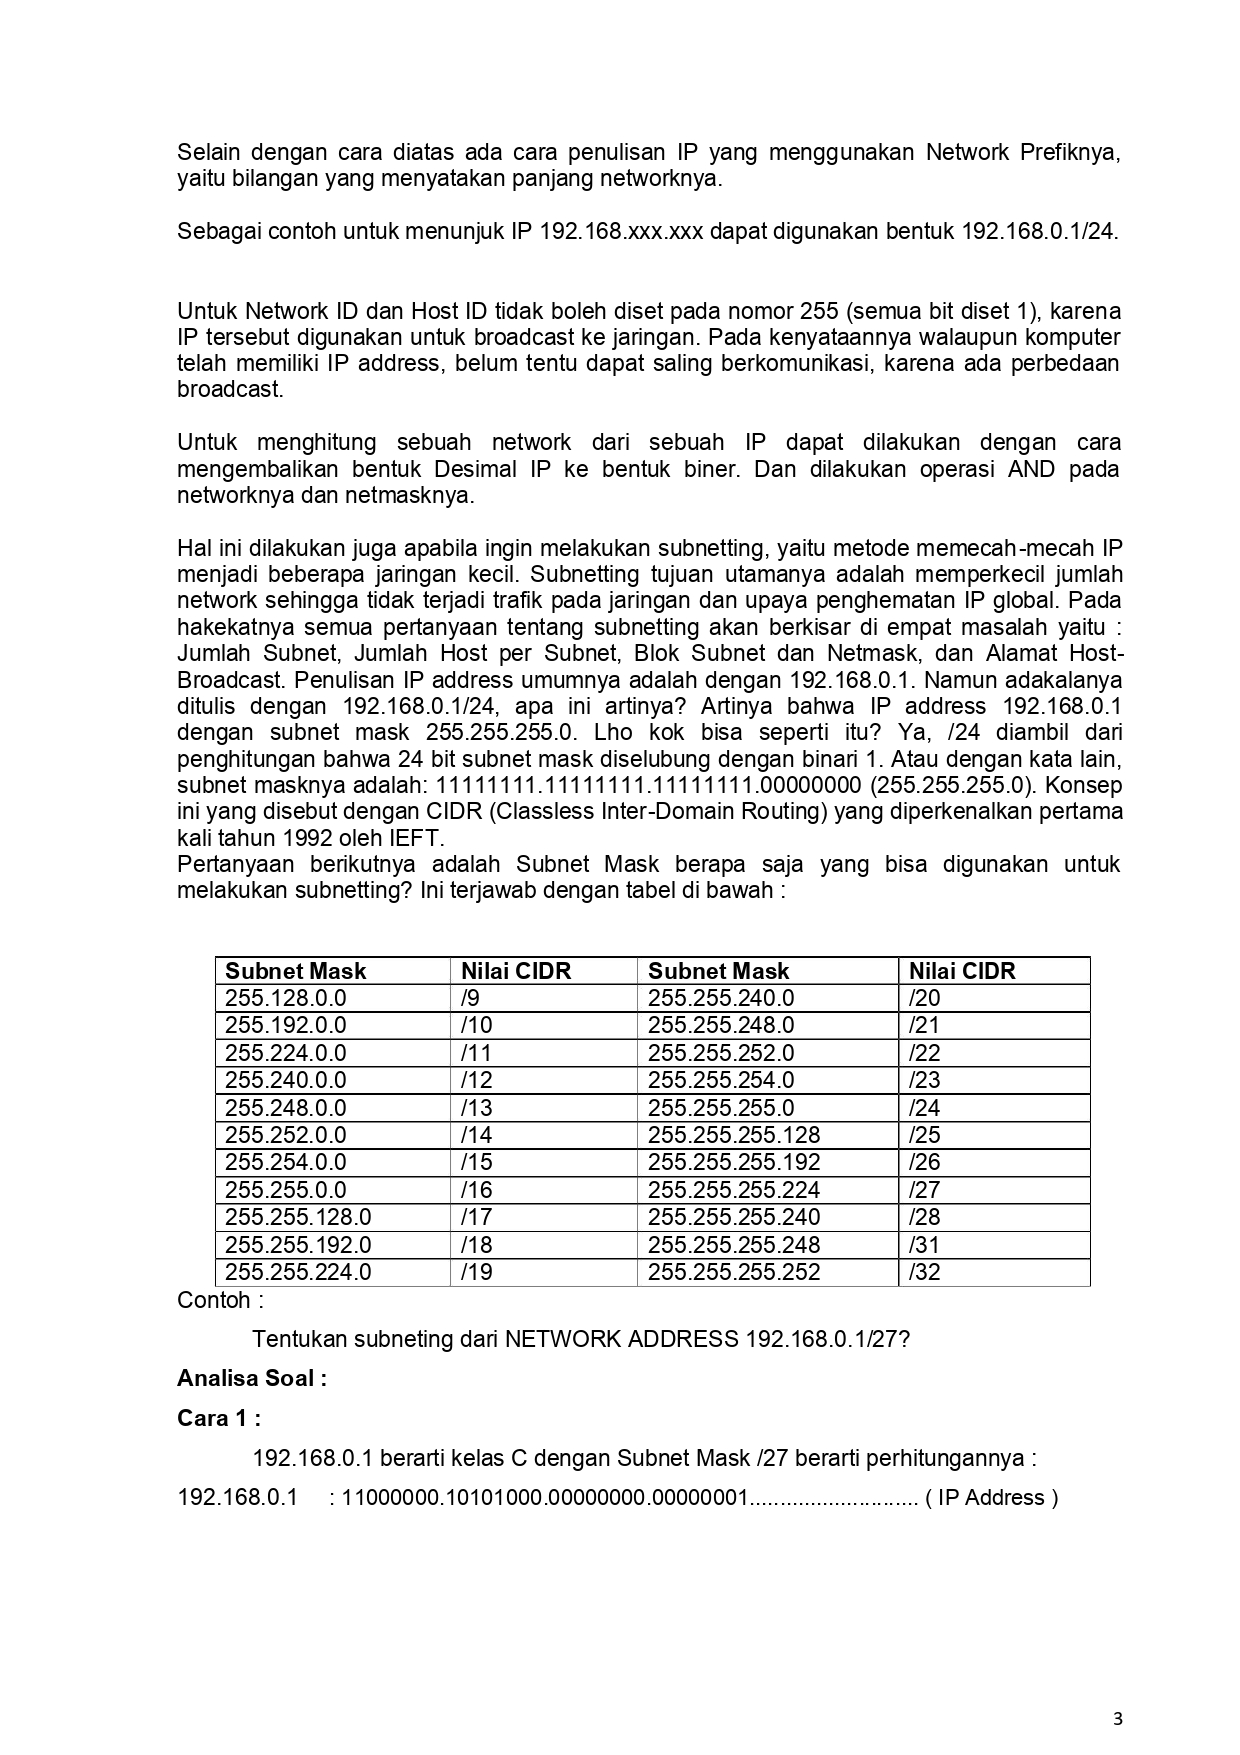 Selain dengan cara diatas ada cara penulisan IP yang menggunakan Network Prefiknya,
yaitu bilangan yang menyatakan panjang networknya.
Sebagai contoh untuk menunjuk IP 192.168.xxx.xxx dapat digunakan bentuk 192.168.0.1/24.
Untuk Network ID dan Host ID tidak boleh diset pada nomor 255 (semua bit diset 1), karena
IP tersebut digunakan untuk broadcast ke jaringan. Pada kenyataannya walaupun komputer
telah memiliki IP address, belum tentu dapat saling berkomunikasi, karena ada perbedaan
broadcast.
Untuk menghitung sebuah network dari sebuah IP dapat dilakukan dengan cara
mengembalikan bentuk Desimal IP ke bentuk biner. Dan dilakukan operasi AND pada
networknya dan netmasknya.
Hal ini dilakukan juga apabila ingin melakukan subnetting, yaitu metode memecah-mecah IP
menjadi beberapa jaringan kecil. Subnetting tujuan utamanya adalah memperkecil jumlah
network sehingga tidak terjadi trafik pada jaringan dan upaya penghematan IP global. Pada
hakekatnya semua pertanyaan tentang subnetting akan berkisar di empat masalah yaitu :
Jumlah Subnet, Jumlah Host per Subnet, Blok Subnet dan Netmask, dan Alamat Host-
Broadcast. Penulisan IP address umumnya adalah dengan 192.168.0.1. Namun adakalanya
ditulis dengan 192.168.0.1/24, apa ini artinya? Artinya bahwa IP address 192.168.0.1
dengan subnet mask 255.255.255.0. Lho kok bisa seperti itu? Ya, /24 diambil dari
penghitungan bahwa 24 bit subnet mask diselubung dengan binari 1. Atau dengan kata lain,
subnet masknya adalah: 11111111.11111111.11111111.00000000 (255.255.255.0). Konsep
ini yang disebut dengan CIDR (Classless Inter-Domain Routing) yang diperkenalkan pertama
kali tahun 1992 oleh IEFT.
Pertanyaan berikutnya adalah Subnet Mask berapa saja yang bisa digunakan untuk
melakukan subnetting? Ini terjawab dengan tabel di bawah :
Subnet Mask Nilai CIDR Subnet Mask Nilai CIDR
255.128.0.0 /9 255.255.240.0 /20
255.192.0.0 /10 255.255.248.0 /21
255.224.0.0 /11 255.255.252.0 /22
255.240.0.0 /12 255.255.254.0 /23
255.248.0.0 /13 255.255.255.0 /24
255.252.0.0 /14 255.255.255.128 /25
255.254.0.0 /15 255.255.255.192 /26
255.255.0.0 /16 255.255.255.224 /27
255.255.128.0 /17 255.255.255.240 /28
255.255.192.0 /18 255.255.255.248 /31
255.255.224.0 /19 255.255.255.252 /32
Contoh :
Tentukan subneting dari NETWORK ADDRESS 192.168.0.1/27?
Analisa Soal :
Cara 1 :
192.168.0.1 berarti kelas C dengan Subnet Mask /27 berarti perhitungannya :
192.168.0.1 : 11000000.10101000.00000000.00000001............................ ( IP Address )
3